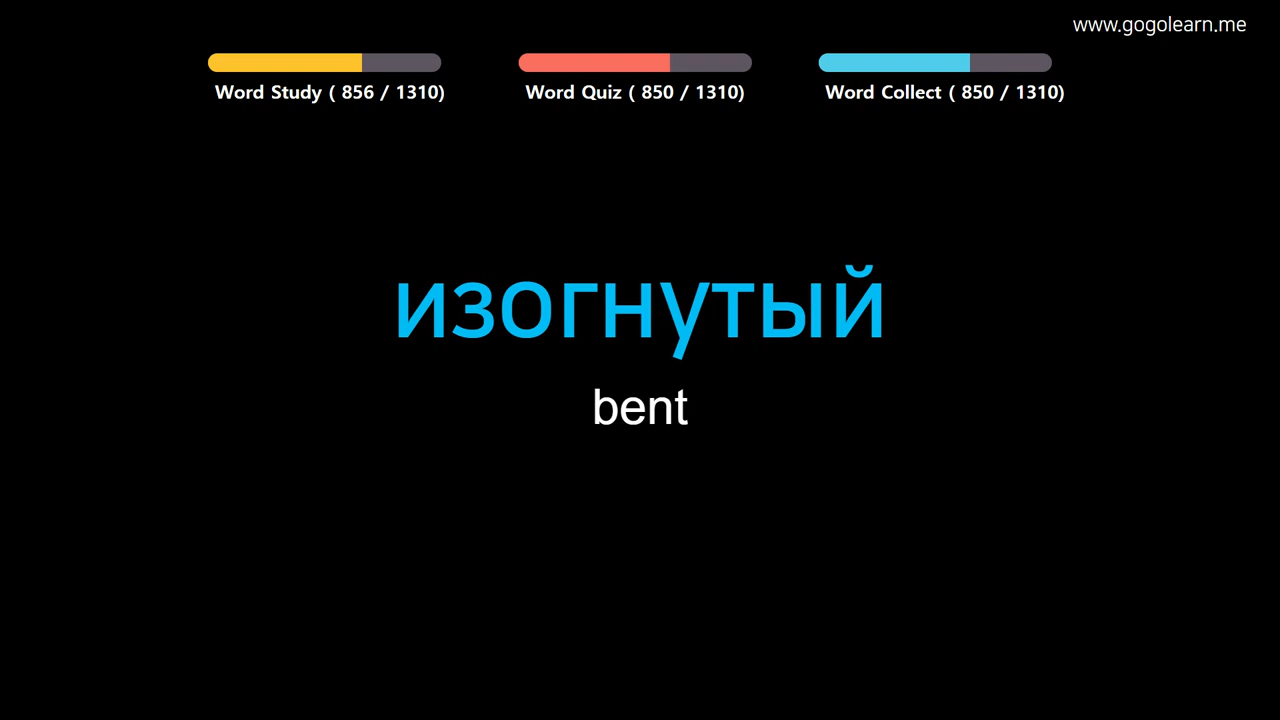 www.gogolearn.me
Word Study ( 856 / 1310)
Word Quiz ( 850 / 1310)
Word Collect ( 850 / 1310)
изогнутый
bent